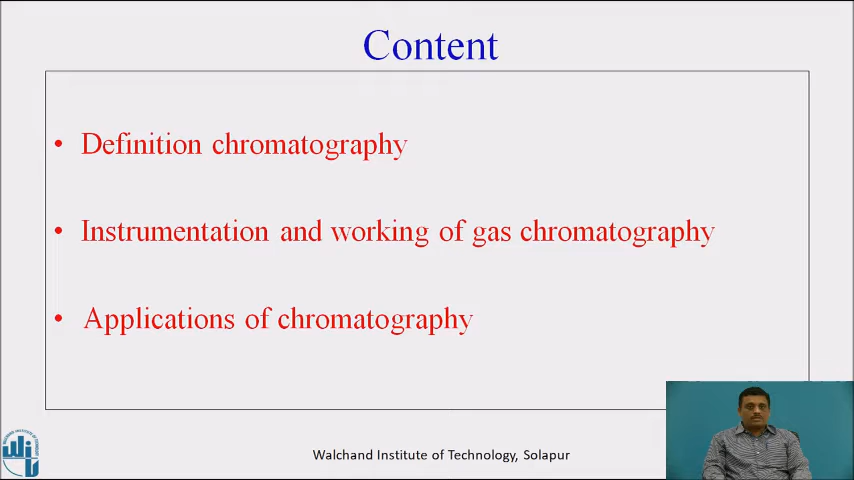 Content
• Definition chromatography
• Instrumentation and working of gas chromatography
• Applications of chromatography
Walchand Institute of Technology, Solapur